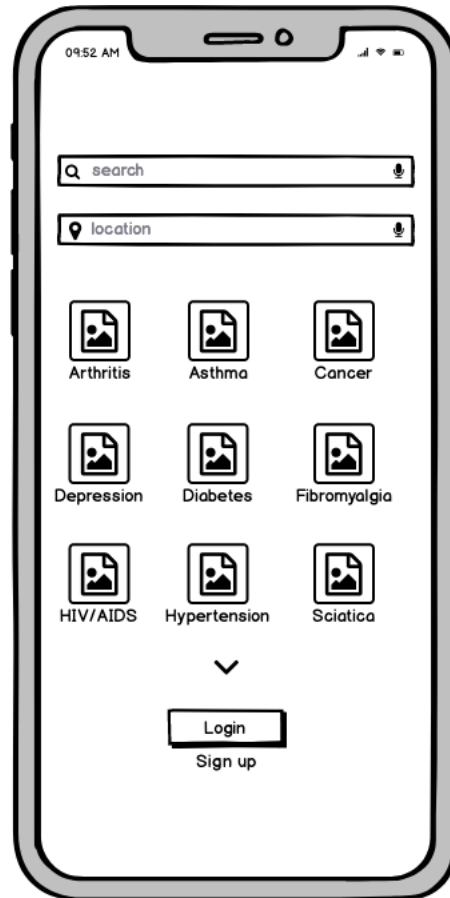 09:52 AM
search
location
Arthritis Asthma Cancer
Depression Diabetes Fibromyalgia
HIV/AIDS Hypertension Sciatica
Login
Sign up